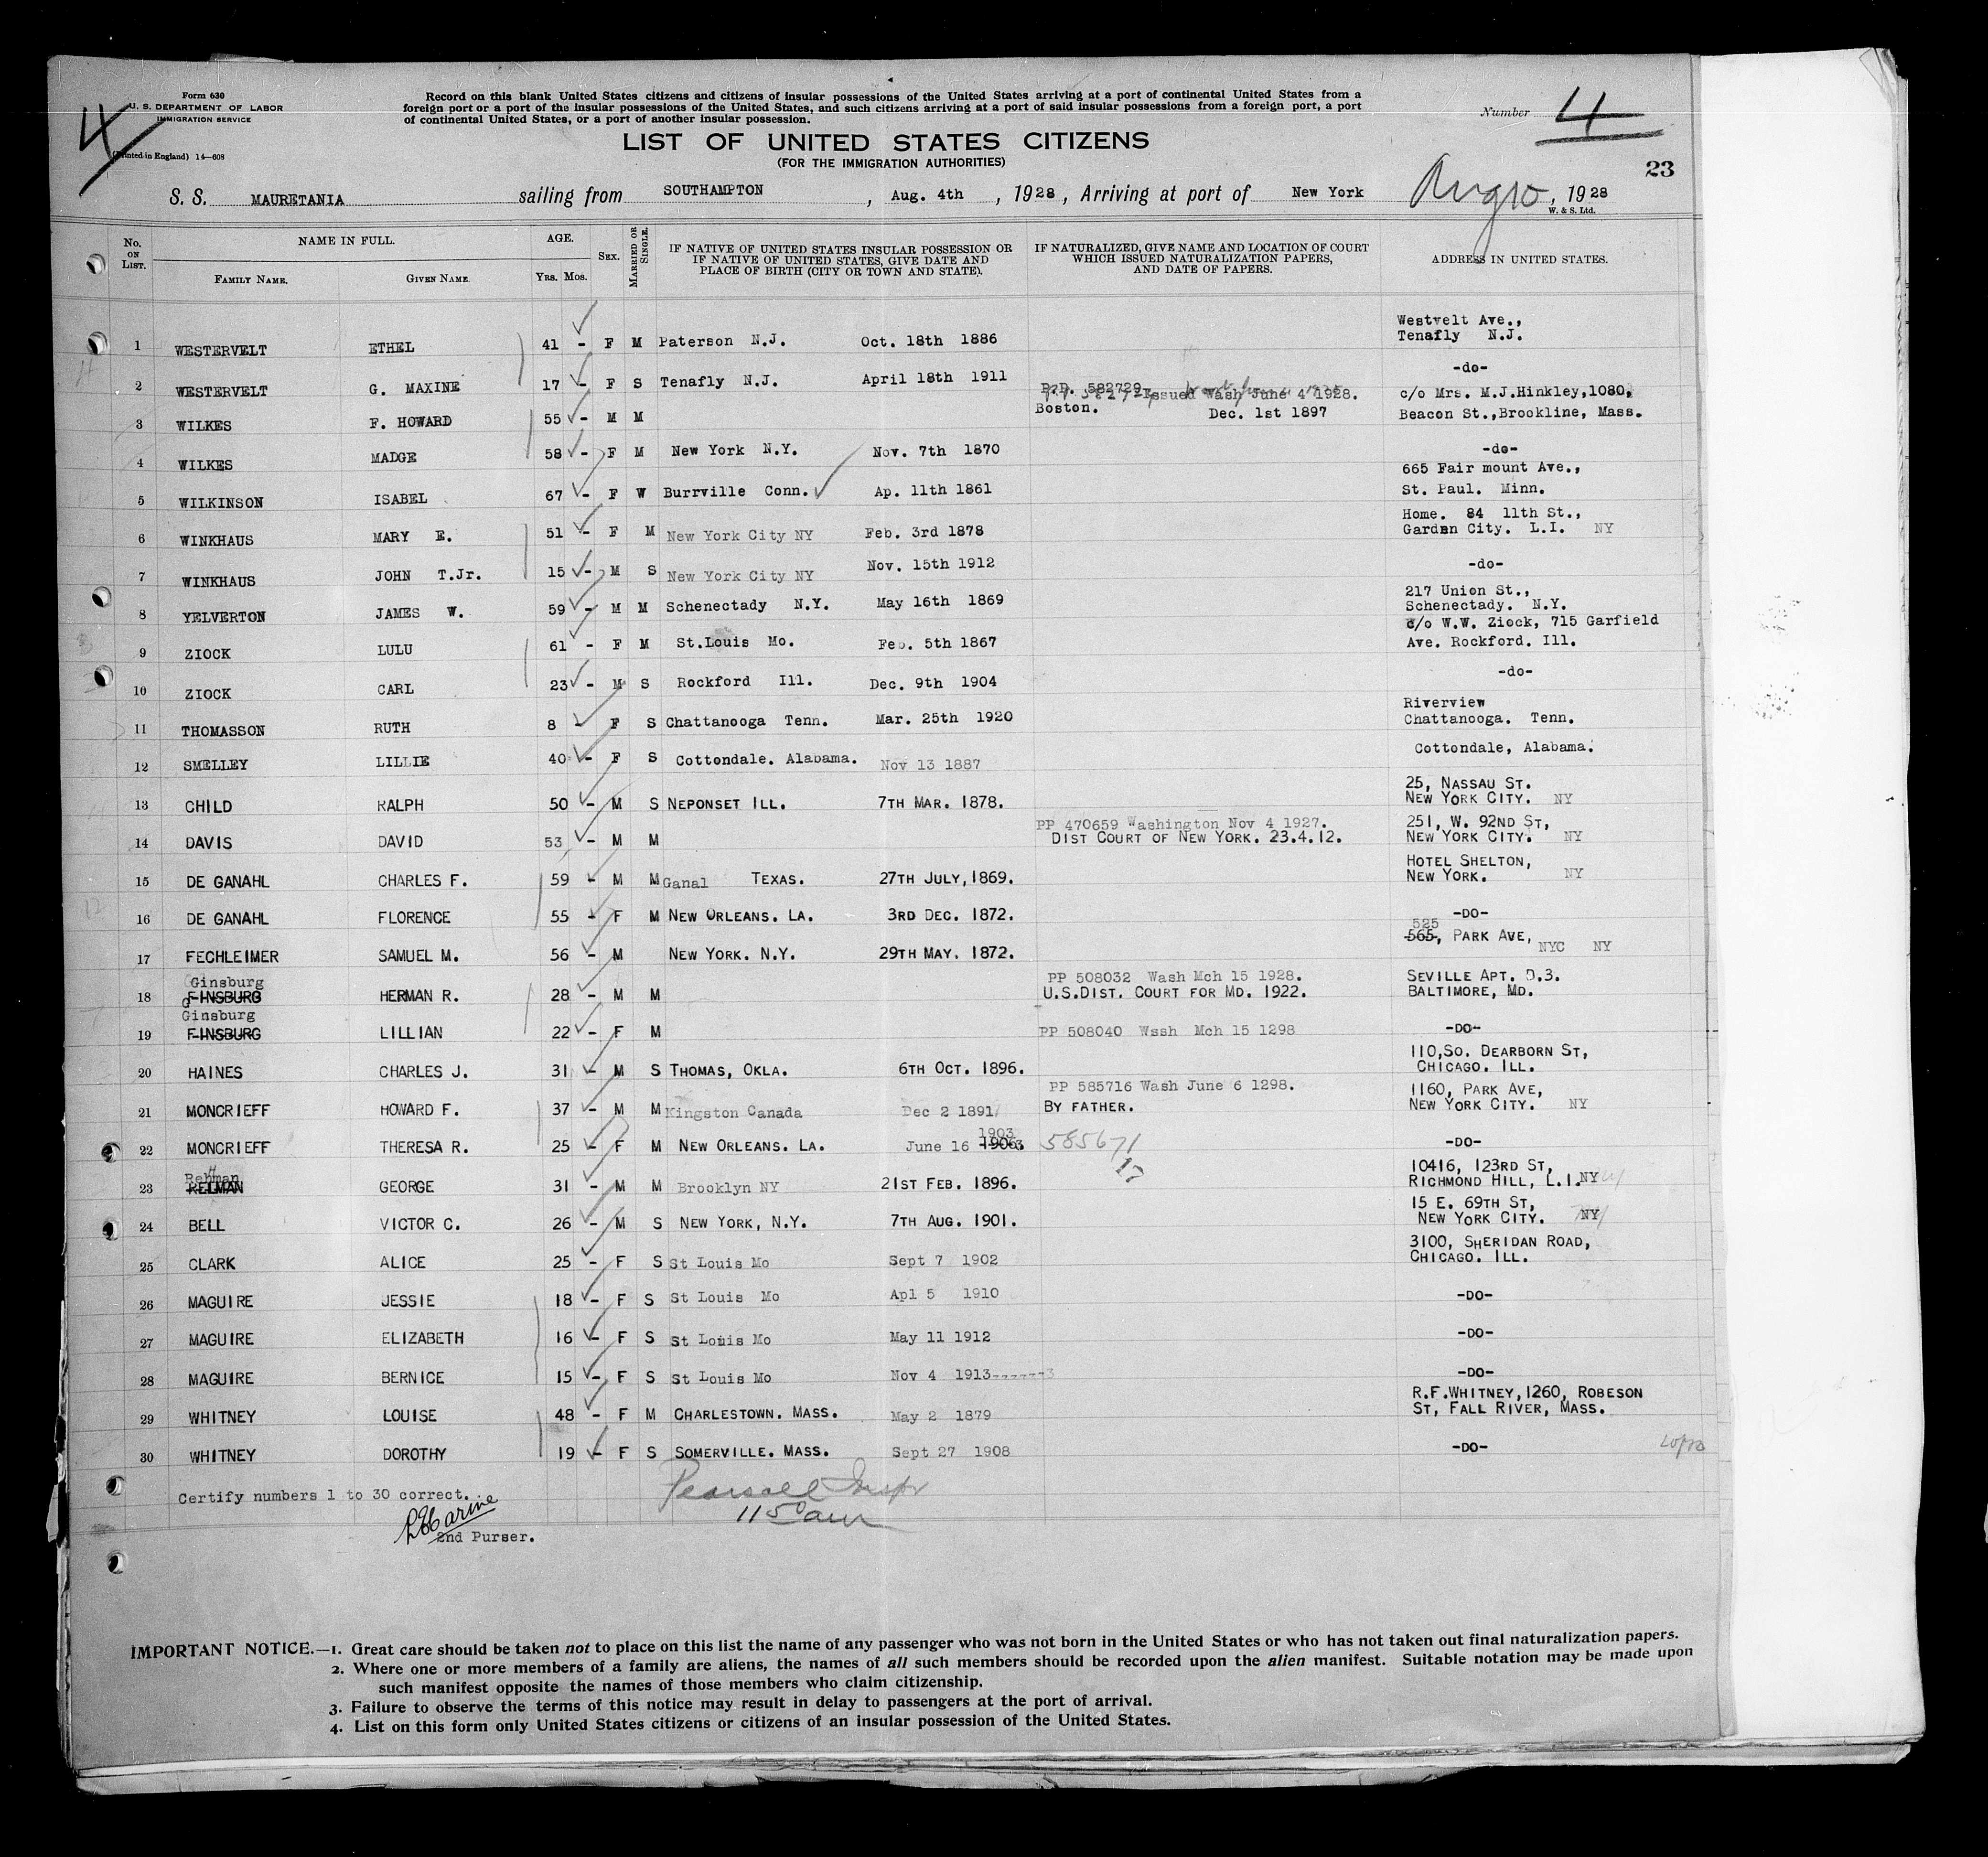 Form 630
U. S. DEPARTMENT OF LABOR
IMMIGRATION SERVICE
(Printed in England) 14—608
4
Record on this blank United States citizens and citizens of insular possessions of the United States arriving at a port of continental United States from a
foreign port or a port of the insular possessions of the United States, and such citizens arriving at a port of said insular possessions from a foreign port, a port
of continental United States, or a port of another insular possession.
Number 4
LIST OF UNITED STATES CITIZENS
(FOR THE IMMIGRATION AUTHORITIES)
23
S. S. MAURETANIA sailing from SOUTHAMPTON, Aug. 4th, 1928, Arriving at port of New York Aug 10, 1928
W. & S. Ltd.
No. ON LIST. NAME IN FULL. FAMILY NAME. GIVEN NAME. AGE. YRS. MOS. SEX. MARRIED OR SINGLE. IF NATIVE OF UNITED STATES INSULAR POSSESSION OR IF NATIVE OF UNITED STATES, GIVE DATE AND PLACE OF BIRTH (CITY OR TOWN AND STATE). IF NATURALIZED, GIVE NAME AND LOCATION OF COURT WHICH ISSUED NATURALIZATION PAPERS, AND DATE OF PAPERS. ADDRESS IN UNITED STATES.
1 WESTERVELT ETHEL 41 - F M Paterson N.J. Oct. 18th 1886 Westvelt Ave., Tenafly N.J.
2 WESTERVELT G. MAXINE 17 - F S Tenafly N.J. April 18th 1911 -do-
3 WILKES F. HOWARD 55 - M M P.P. 582729 Issued Wash June 4 1928. Boston. Dec. 1st 1897 c/o Mrs. M.J.Hinkley,1080, Beacon St.,Brookline, Mass.
4 WILKES MADGE 58 - F M New York N.Y. Nov. 7th 1870 -do-
5 WILKINSON ISABEL 67 - F W Burrville Conn. Ap. 11th 1861 665 Fair mount Ave., St. Paul. Minn.
6 WINKHAUS MARY E. 51 - F M New York City NY Feb. 3rd 1878 Home. 84 11th St., Garden City. L.I. NY
7 WINKHAUS JOHN T.Jr. 15 - M S New York City NY Nov. 15th 1912 -do-
8 YELVERTON JAMES W. 59 - M M Schenectady N.Y. May 16th 1869 217 Union St., Schenectady. N.Y.
9 ZIOCK LULU 61 - F M St.Louis Mo. Feb. 5th 1867 c/o W.W. Ziock, 715 Garfield Ave. Rockford. Ill.
10 ZIOCK CARL 23 - M S Rockford Ill. Dec. 9th 1904 -do-
11 THOMASSON RUTH 8 - F S Chattanooga Tenn. Mar. 25th 1920 Riverview Chattanooga. Tenn.
12 SMELLEY LILLIE 40 - F S Cottondale. Alabama. Nov 13 1887 Cottondale, Alabama.
13 CHILD RALPH 50 - M S NEPONSET ILL. 7TH MAR. 1878. 25, NASSAU ST. NEW YORK CITY. NY
14 DAVIS DAVID 53 - M M PP 470659 Washington Nov 4 1927. DIST COURT OF NEW YORK. 23.4.12. 251, W. 92ND ST, NEW YORK CITY. NY
15 DE GANAHL CHARLES F. 59 - M M Ganal TEXAS. 27TH JULY,1869. HOTEL SHELTON, NEW YORK. NY
16 DE GANAHL FLORENCE 55 - F M NEW ORLEANS. LA. 3RD DEC. 1872. -DO-
17 FECHLEIMER SAMUEL M. 56 - M NEW YORK. N.Y. 29TH MAY. 1872. 525 565, PARK AVE, NYC NY
18 Ginsburg FINSBURG HERMAN R. 28 - M M PP 508032 Wash Mch 15 1928. U.S.DIST. COURT FOR MD. 1922. SEVILLE APT. D.3. BALTIMORE, MD.
19 Ginsburg FINSBURG LILLIAN 22 - F M PP 508040 Wssh Mch 15 1298 -DO-
20 HAINES CHARLES J. 31 - M S THOMAS, OKLA. 6TH OCT. 1896. 110,SO. DEARBORN ST, CHICAGO. ILL.
21 MONCRIEFF HOWARD F. 37 - M M Kingston Canada Dec 2 1891 PP 585716 Wash June 6 1298. BY FATHER. 1160, PARK AVE, NEW YORK CITY. NY
22 MONCRIEFF THERESA R. 25 - F M NEW ORLEANS. LA. June 16 1903 585671 -DO-
23 Rehman RELMAN GEORGE 31 - M M Brooklyn NY 21ST FEB. 1896. 10416, 123RD ST, RICHMOND HILL, L.I. NY
24 BELL VICTOR C. 26 - M S NEW YORK, N.Y. 7TH AUG. 1901. 15 E. 69TH ST, NEW YORK CITY. NY
25 CLARK ALICE 25 - F S St Louis Mo Sept 7 1902 3100, SHERIDAN ROAD, CHICAGO. ILL.
26 MAGUIRE JESSIE 18 - F S St Louis Mo Apl 5 1910 -DO-
27 MAGUIRE ELIZABETH 16 - F S St Louis Mo May 11 1912 -DO-
28 MAGUIRE BERNICE 15 - F S St Louis Mo Nov 4 1913-------3 -DO-
29 WHITNEY LOUISE 48 - F M CHARLESTOWN. MASS. May 2 1879 R.F.WHITNEY,1260, ROBESON ST, FALL RIVER, MASS.
30 WHITNEY DOROTHY 19 - F S SOMERVILLE. MASS. Sept 27 1908 -DO-
Certify numbers 1 to 30 correct.
2nd Purser.
Pearsall Inspr
1150 am
IMPORTANT NOTICE.—1. Great care should be taken not to place on this list the name of any passenger who was not born in the United States or who has not taken out final naturalization papers.
2. Where one or more members of a family are aliens, the names of all such members should be recorded upon the alien manifest. Suitable notation may be made upon
such manifest opposite the names of those members who claim citizenship.
3. Failure to observe the terms of this notice may result in delay to passengers at the port of arrival.
4. List on this form only United States citizens or citizens of an insular possession of the United States.